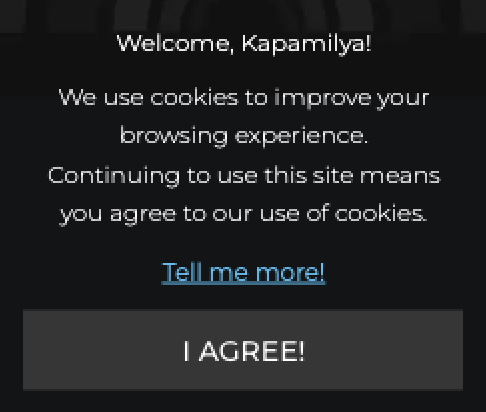 Welcome, Kapamilya!
We use cookies to improve your
browsing experience.
Continuing to use this site means
you agree to our use of cookies.
Tell me more!
I AGREE!